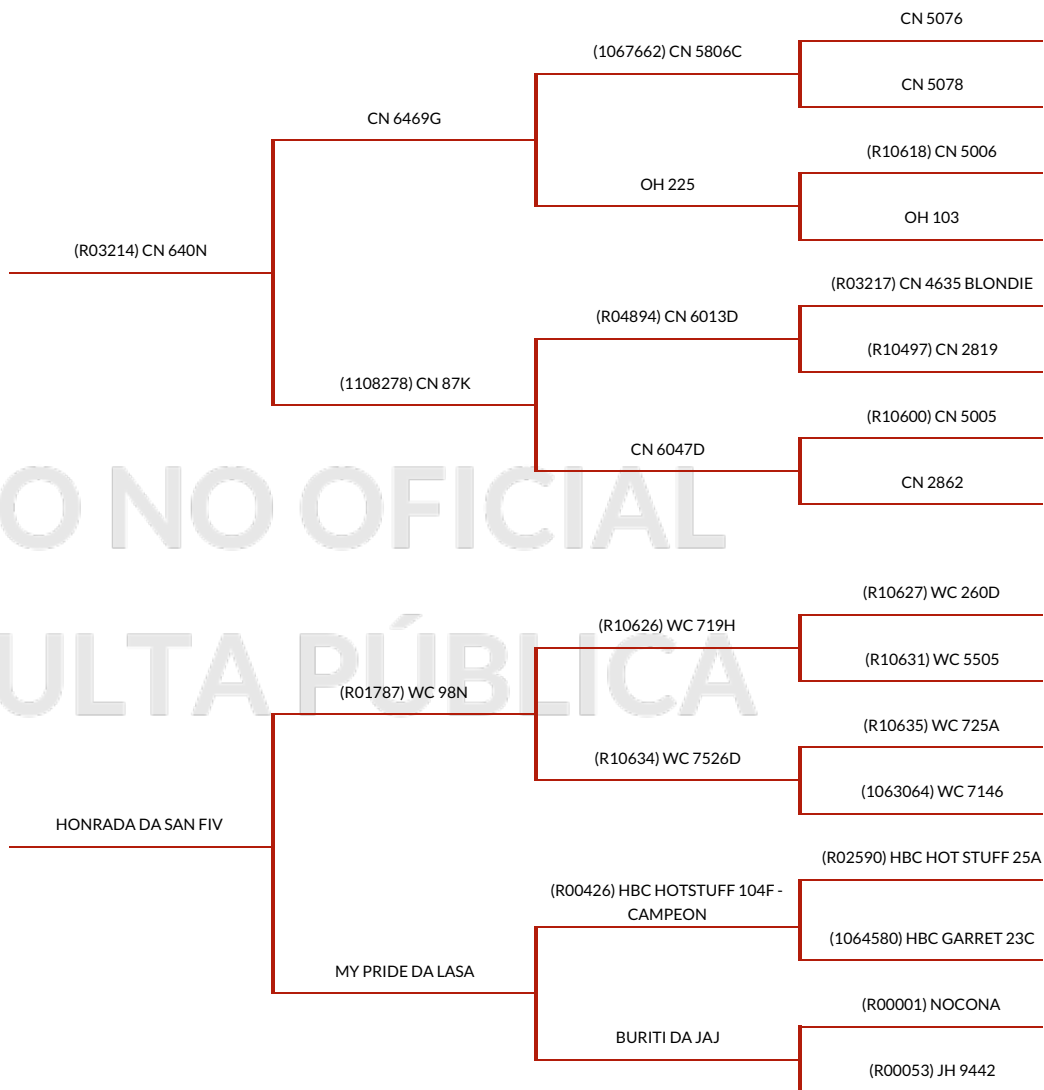 CN 5076
(1067662) CN 5806C
CN 5078
CN 6469G
(R10618) CN 5006
OH 225
OH 103
(R03214) CN 640N
(R03217) CN 4635 BLONDIE
(R04894) CN 6013D
(R10497) CN 2819
(1108278) CN 87K
(R10600) CN 5005
CN 6047D
CN 2862
O NO OFICIAL
(R10627) WC 260D
(R10626) WC 719H
(R10631) WC 5505
ULTA PÚBLICA
(R01787) WC 98N
(R10635) WC 725A
(R10634) WC 7526D
(1063064) WC 7146
HONRADA DA SAN FIV
(R02590) HBC HOT STUFF 25A
(R00426) HBC HOTSTUFF 104F -
CAMPEON
(1064580) HBC GARRET 23C
MY PRIDE DA LASA
(R00001) NOCONA
BURITI DA JAJ
(R00053) JH 9442